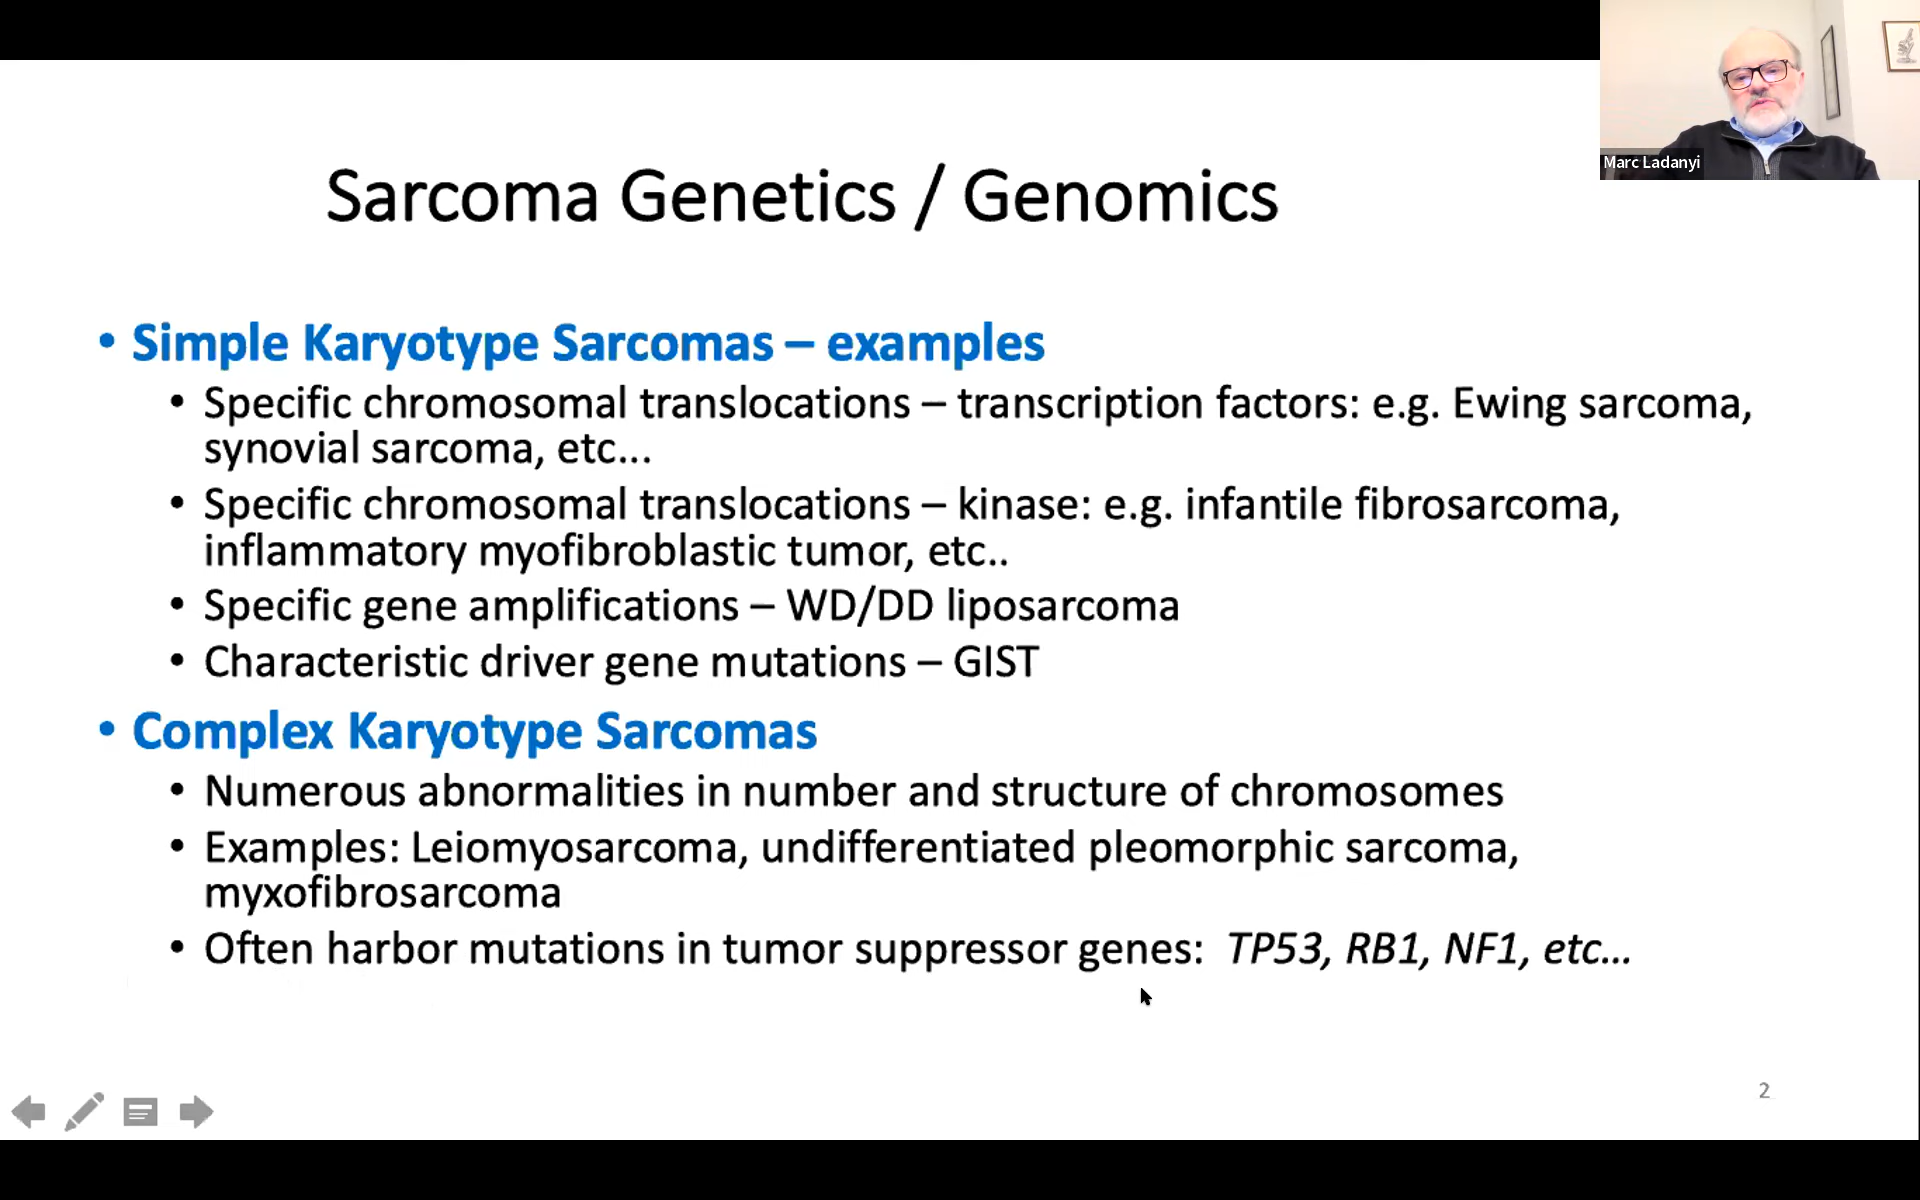 Marc Ladanyi
Sarcoma Genetics / Genomics
• Simple Karyotype Sarcomas – examples
• Specific chromosomal translocations – transcription factors: e.g. Ewing sarcoma,
synovial sarcoma, etc...
• Specific chromosomal translocations – kinase: e.g. infantile fibrosarcoma,
inflammatory myofibroblastic tumor, etc..
• Specific gene amplifications – WD/DD liposarcoma
• Characteristic driver gene mutations – GIST
• Complex Karyotype Sarcomas
• Numerous abnormalities in number and structure of chromosomes
• Examples: Leiomyosarcoma, undifferentiated pleomorphic sarcoma,
myxofibrosarcoma
• Often harbor mutations in tumor suppressor genes: TP53, RB1, NF1, etc...
2